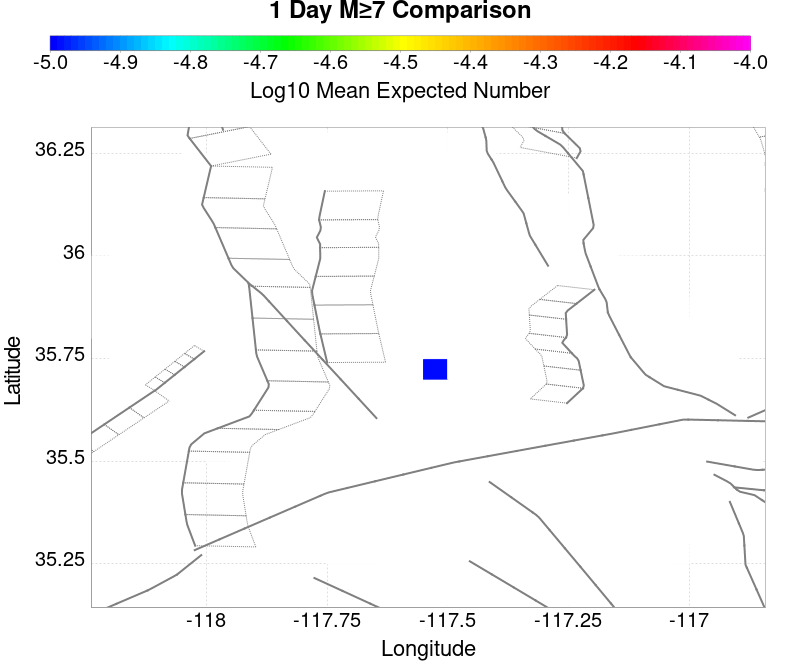 1 Day M≥7 Comparison
-5.0 -4.9 -4.8 -4.7 -4.6 -4.5 -4.4 -4.3 -4.2 -4.1 -4.0
Log10 Mean Expected Number
36.25
36
35.75
35.5
35.25
Latitude
-118 -117.75 -117.5 -117.25 -117
Longitude